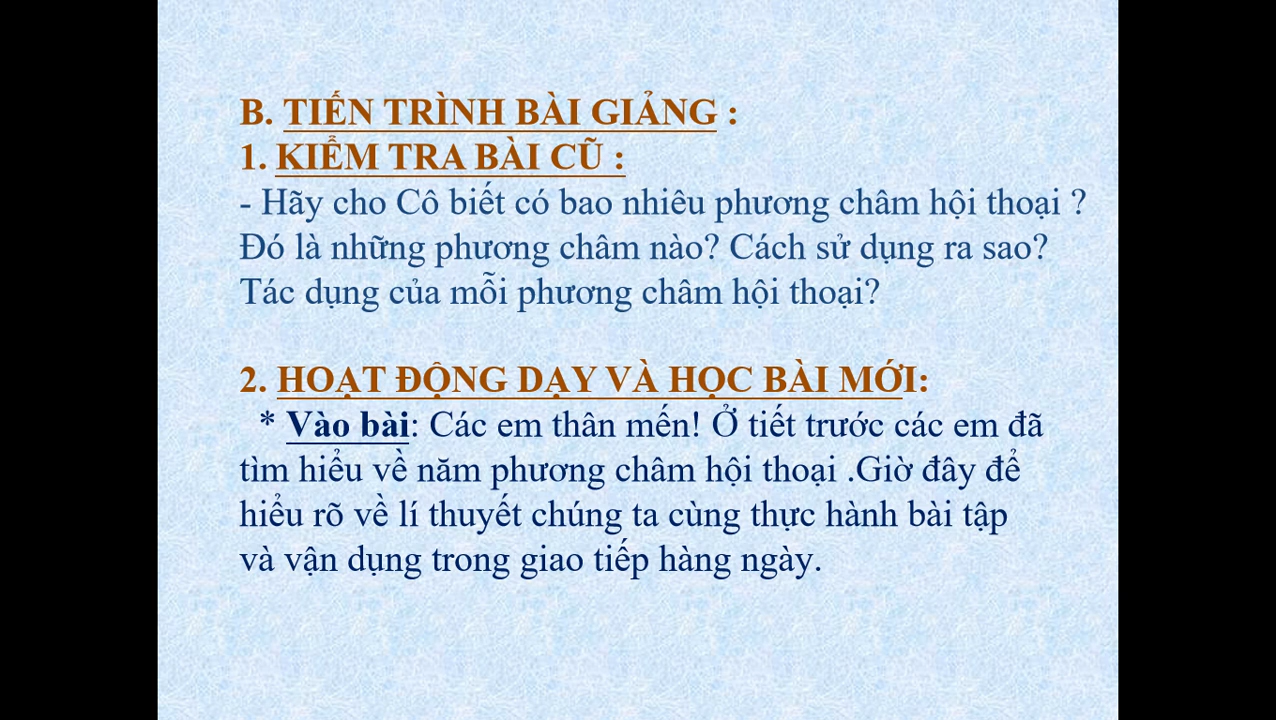 B. TIẾN TRÌNH BÀI GIẢNG :
1. KIỂM TRA BÀI CŨ :
- Hãy cho Cô biết có bao nhiêu phương châm hội thoại ?
Đó là những phương châm nào? Cách sử dụng ra sao?
Tác dụng của mỗi phương châm hội thoại?
2. HOẠT ĐỘNG DẠY VÀ HỌC BÀI MỚI:
* Vào bài: Các em thân mến! Ở tiết trước các em đã
tìm hiểu về năm phương châm hội thoại .Giờ đây để
hiểu rõ về lí thuyết chúng ta cùng thực hành bài tập
và vận dụng trong giao tiếp hàng ngày.